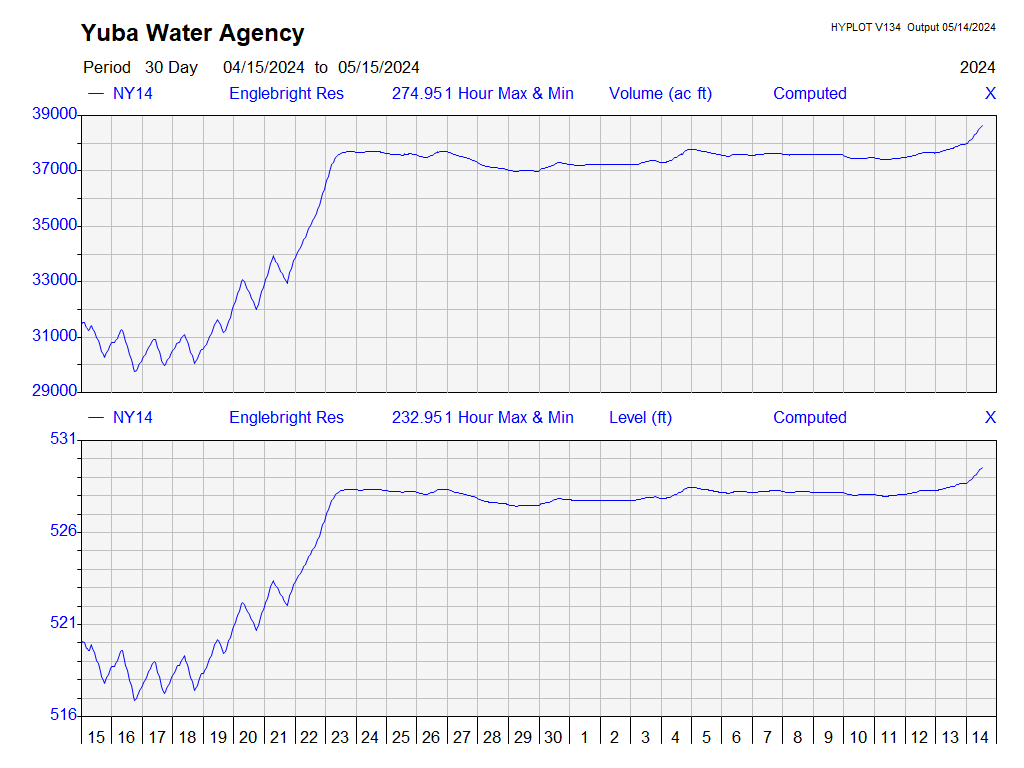 Yuba Water Agency
HYPLOT V134 Output 05/14/2024
Period 30 Day 04/15/2024 to 05/15/2024 2024
NY14 Englebright Res 274.951 Hour Max & Min Volume (ac ft) Computed X
39000
37000
35000
33000
31000
29000
NY14 Englebright Res 232.951 Hour Max & Min Level (ft) Computed X
531
526
521
516
15 16 17 18 19 20 21 22 23 24 25 26 27 28 29 30 1 2 3 4 5 6 7 8 9 10 11 12 13 14